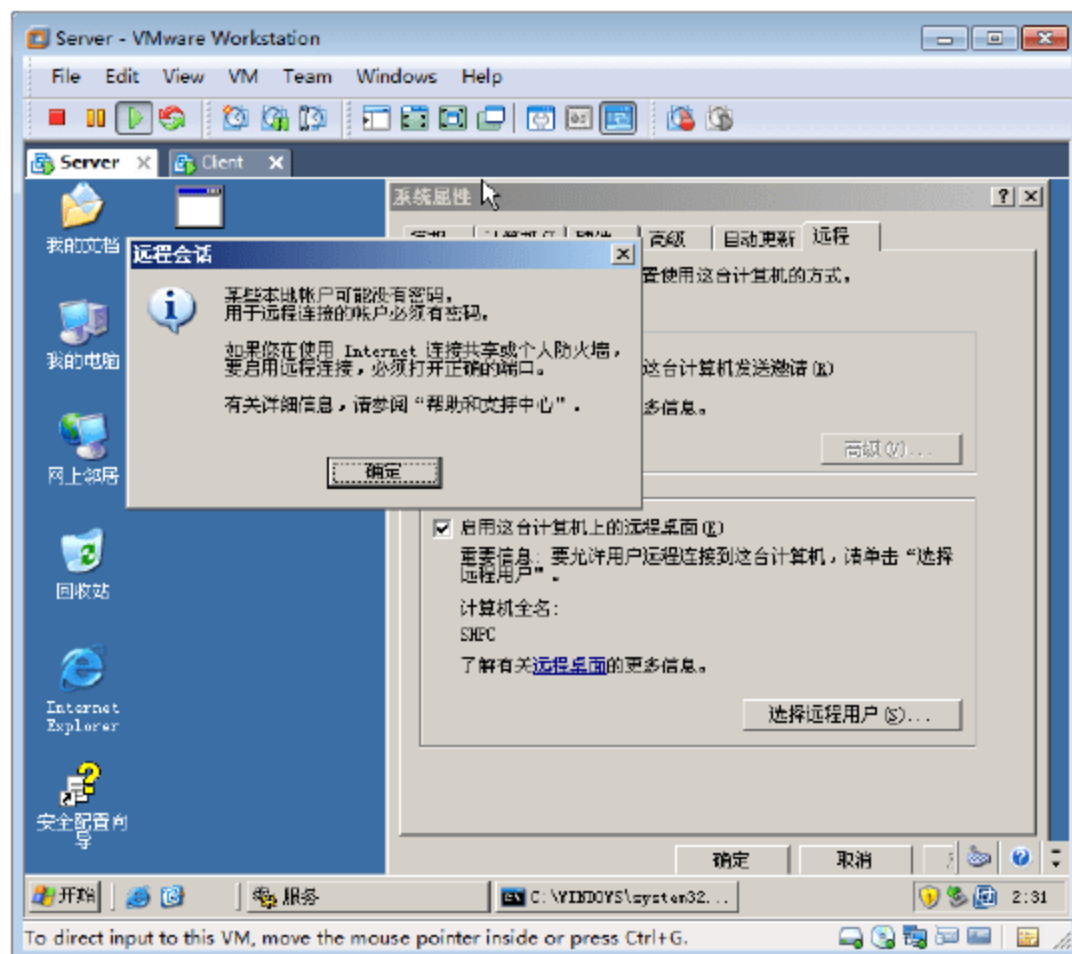 Server - VMware Workstation
File Edit View VM Team Windows Help
Server Client
系统属性
高级 自动更新 远程
我的文档
远程会话
置使用这台计算机的方式。
某些本地帐户可能没有密码。
用于远程连接的帐户必须有密码。
我的电脑
如果您在使用 Internet 连接共享或个人防火墙，
要启用远程连接，必须打开正确的端口。
这台计算机发送邀请(R)
有关详细信息，请参阅“帮助和支持中心”。
多信息。
高级(V)...
网上邻居
确定
启用这台计算机上的远程桌面(E)
重要信息: 要允许用户远程连接到这台计算机，请单击“选择
远程用户”。
回收站
计算机全名:
SHPC
了解有关远程桌面的更多信息。
Internet
Explorer
选择远程用户(S)...
安全配置向
导
确定 取消
开始 服务 C:\WINDOWS\system32... 2:31
To direct input to this VM, move the mouse pointer inside or press Ctrl+G.